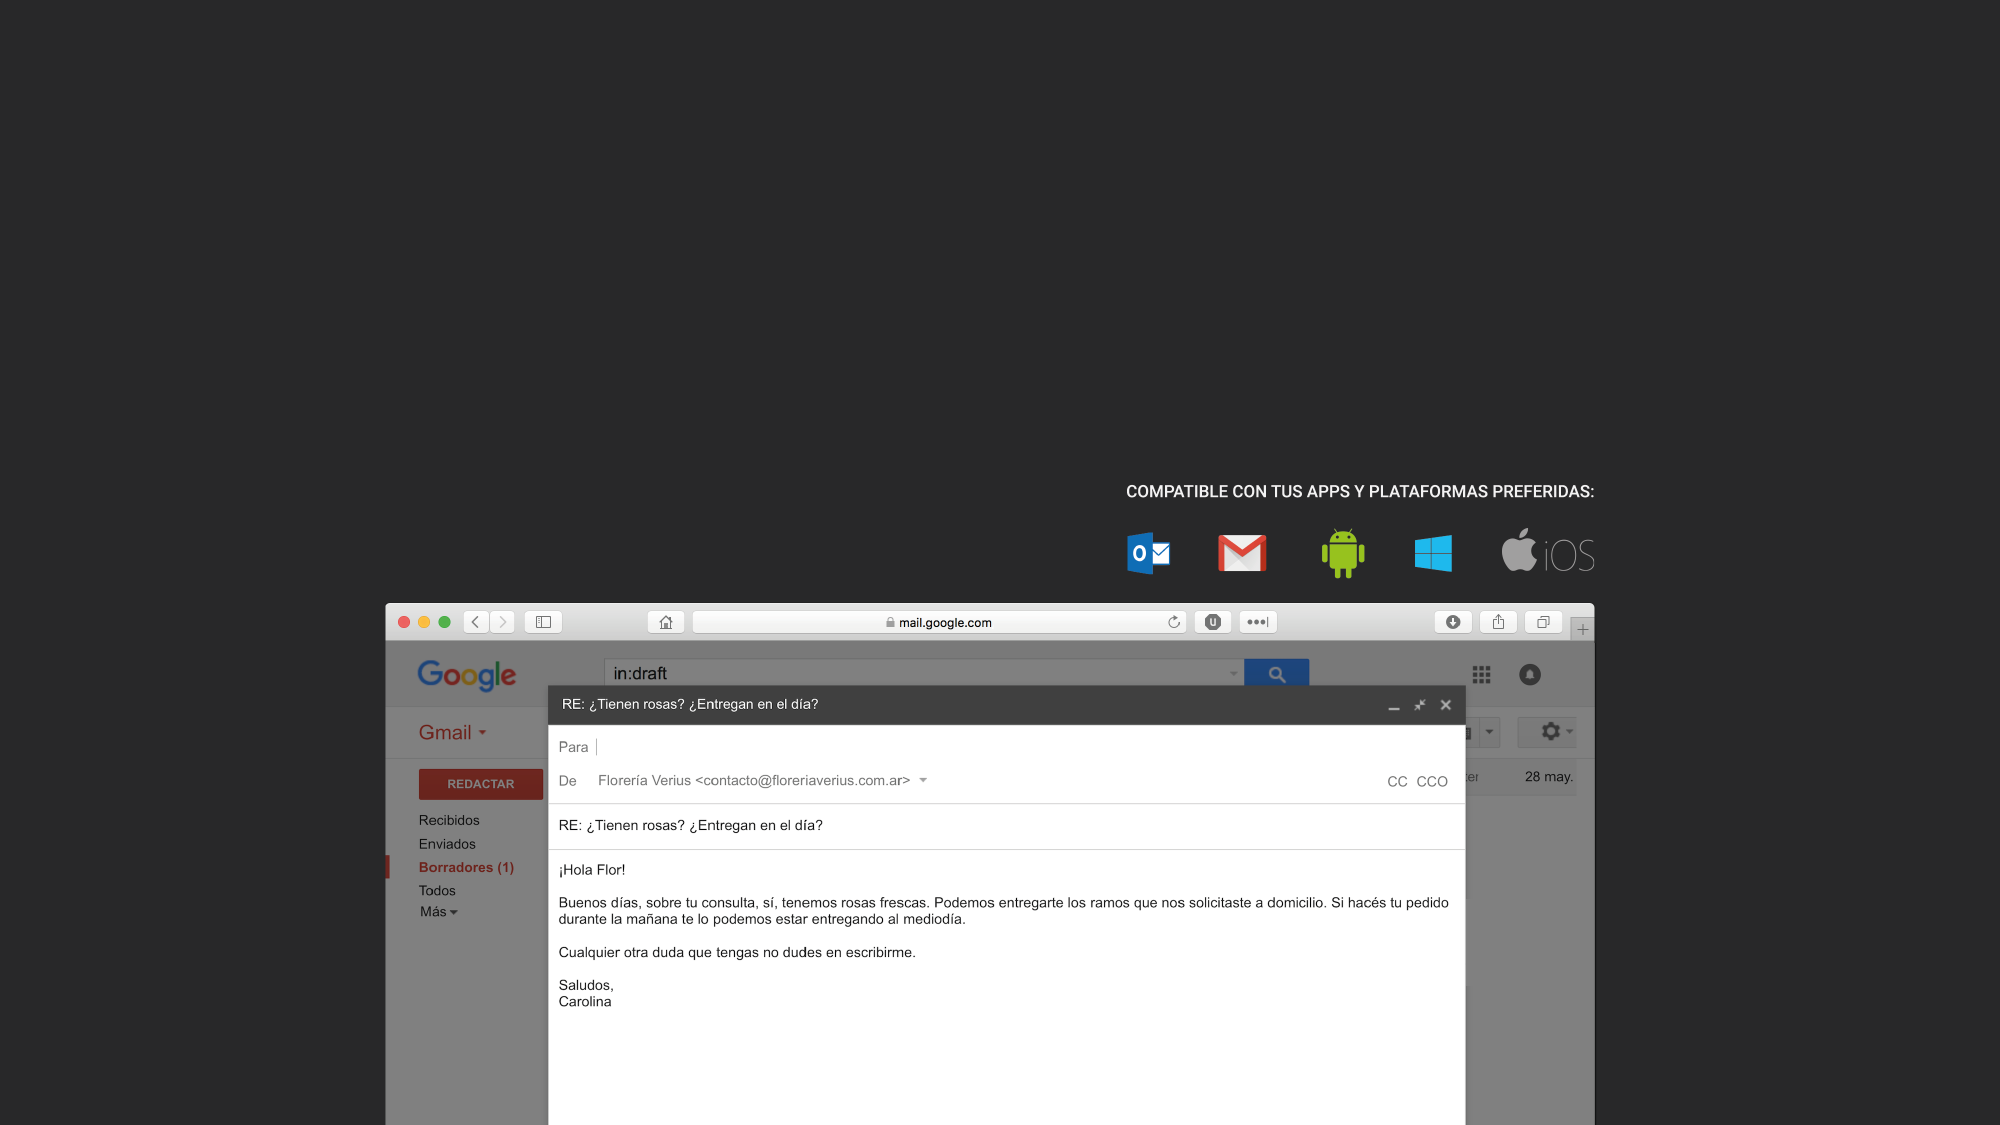 COMPATIBLE CON TUS APPS Y PLATAFORMAS PREFERIDAS:
iOS
mail.google.com
Google
in:draft
RE: ¿Tienen rosas? ¿Entregan en el día?
Gmail
Para
De Florería Verius <contacto@floreriaverius.com.ar>
CC CCO
28 may.
REDACTAR
Recibidos
Enviados
Borradores (1)
Todos
Más
RE: ¿Tienen rosas? ¿Entregan en el día?
¡Hola Flor!
Buenos días, sobre tu consulta, sí, tenemos rosas frescas. Podemos entregarte los ramos que nos solicitaste a domicilio. Si hacés tu pedido
durante la mañana te lo podemos estar entregando al mediodía.
Cualquier otra duda que tengas no dudes en escribirme.
Saludos,
Carolina